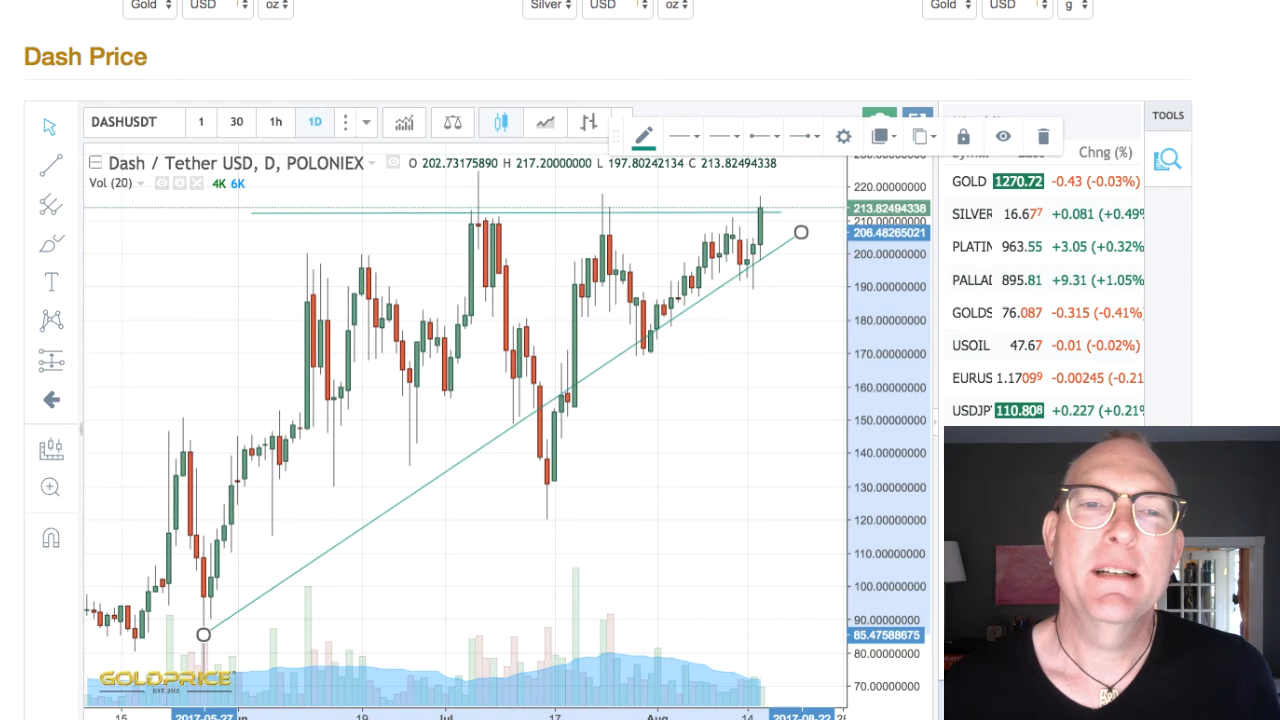 Gold USD oz Silver USD oz Gold USD g
Dash Price
DASHUSDT 1 30 1h 1D
TOOLS
Dash / Tether USD, D, POLONIEX O 202.73175890 H 217.20000000 L 197.80242134 C 213.82494338
Vol (20) 4K 6K
Chng (%)
GOLD 1270.72 -0.43 (-0.03%)
SILVER 16.677 +0.081 (+0.49%
PLATIN 963.55 +3.05 (+0.32%
PALLAD 895.81 +9.31 (+1.05%
GOLDS 76.087 -0.315 (-0.41%)
USOIL 47.67 -0.01 (-0.02%)
EURUS 1.17099 -0.00245 (-0.21
USDJP 110.808 +0.227 (+0.21%
220.00000000
213.82494338
210.00000000
206.48265021
200.00000000
190.00000000
180.00000000
170.00000000
160.00000000
150.00000000
140.00000000
130.00000000
120.00000000
110.00000000
100.00000000
90.00000000
85.47588675
80.00000000
70.00000000
GOLDPRICE
15 2017-05-27 19 Jul 17 Aug 14 2017-08-22